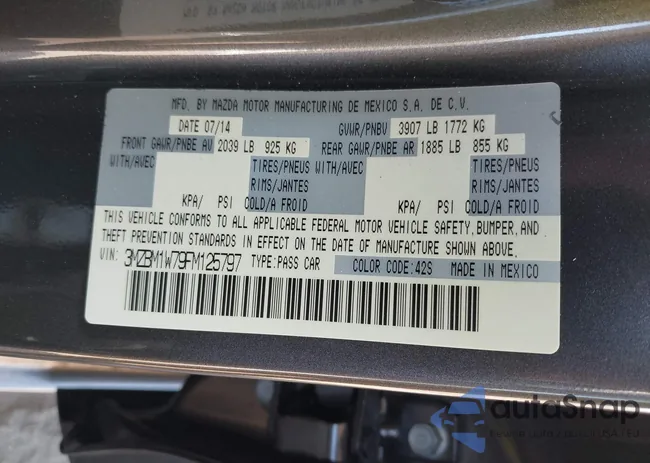 MFD. BY MAZDA MOTOR MANUFACTURING DE MEXICO S.A. DE C.V.
DATE 07/14 GVWR/PNBV 3907 LB 1772 KG
FRONT GAWR/PNBE AV 2039 LB 925 KG REAR GAWR/PNBE AR 1885 LB 855 KG
WITH/AVEC TIRES/PNEUS WITH/AVEC TIRES/PNEUS
RIMS/JANTES RIMS/JANTES
KPA/ PSI COLD/A FROID KPA/ PSI COLD/A FROID
THIS VEHICLE CONFORMS TO ALL APPLICABLE FEDERAL MOTOR VEHICLE SAFETY, BUMPER, AND
THEFT PREVENTION STANDARDS IN EFFECT ON THE DATE OF MANUFACTURE SHOWN ABOVE.
VIN: 3MZBM1W79FM125797 TYPE:PASS CAR COLOR CODE:42S MADE IN MEXICO
autoSnap